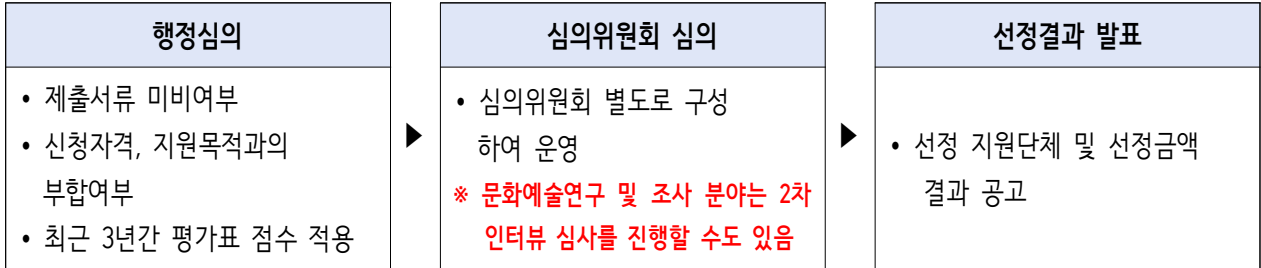 행정심의
• 제출서류 미비여부
• 신청자격, 지원목적과의
부합여부
• 최근 3년간 평가표 점수 적용
▶
심의위원회 심의
• 심의위원회 별도로 구성
하여 운영
※ 문화예술연구 및 조사 분야는 2차
인터뷰 심사를 진행할 수도 있음
▶
선정결과 발표
• 선정 지원단체 및 선정금액
결과 공고